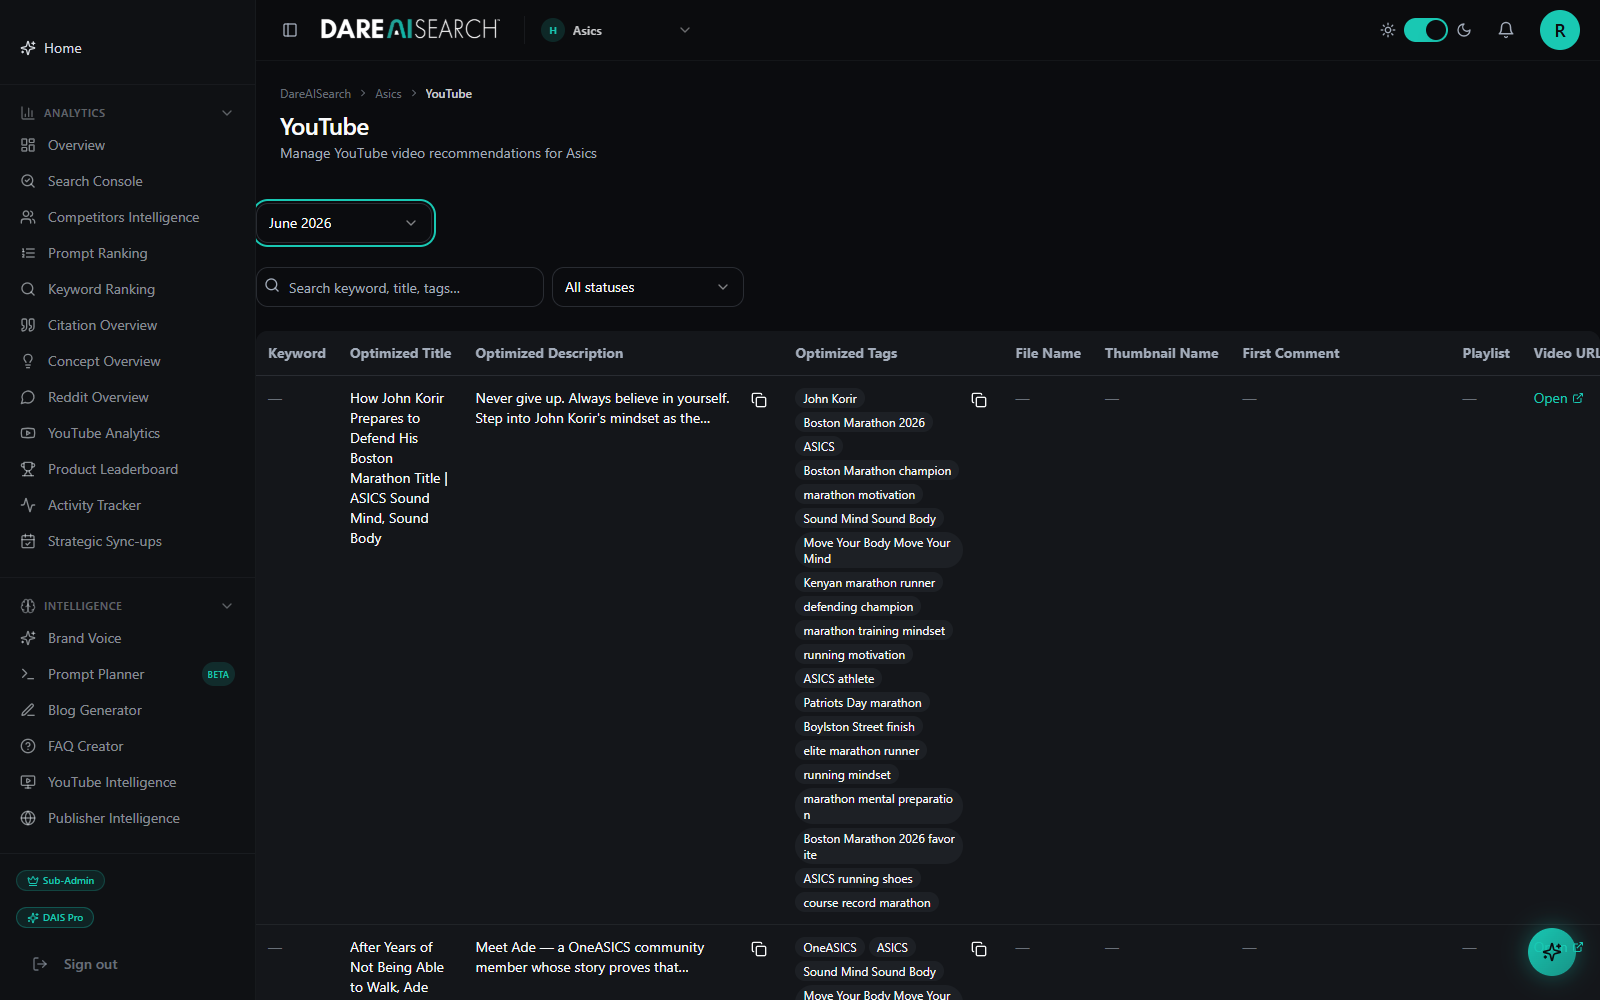 Home
DARE AI SEARCH
H
Asics
R
ANALYTICS
Overview
Search Console
Competitors Intelligence
Prompt Ranking
Keyword Ranking
Citation Overview
Concept Overview
Reddit Overview
YouTube Analytics
Product Leaderboard
Activity Tracker
Strategic Sync-ups
INTELLIGENCE
Brand Voice
Prompt Planner
BETA
Blog Generator
FAQ Creator
YouTube Intelligence
Publisher Intelligence
Sub-Admin
DAIS Pro
Sign out
DareAISearch > Asics > YouTube
YouTube
Manage YouTube video recommendations for Asics
June 2026
Search keyword, title, tags...
All statuses
Keyword Optimized Title Optimized Description Optimized Tags File Name Thumbnail Name First Comment Playlist Video URL
—
How John Korir
Prepares to
Defend His
Boston
Marathon Title |
ASICS Sound
Mind, Sound
Body
Never give up. Always believe in yourself.
Step into John Korir's mindset as the...
John Korir
Boston Marathon 2026
ASICS
Boston Marathon champion
marathon motivation
Sound Mind Sound Body
Move Your Body Move Your
Mind
Kenyan marathon runner
defending champion
marathon training mindset
running motivation
ASICS athlete
Patriots Day marathon
Boylston Street finish
elite marathon runner
running mindset
marathon mental preparatio
n
Boston Marathon 2026 favor
ite
ASICS running shoes
course record marathon
— — — —
Open
—
After Years of
Not Being Able
to Walk, Ade
Meet Ade — a OneASICS community
member whose story proves that...
OneASICS ASICS
Sound Mind Sound Body
Move Your Body Move Your
— — — —